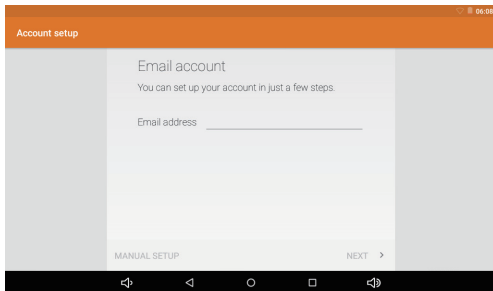 06:08
Account setup
Email account
You can set up your account in just a few steps.
Email address
MANUAL SETUP
NEXT